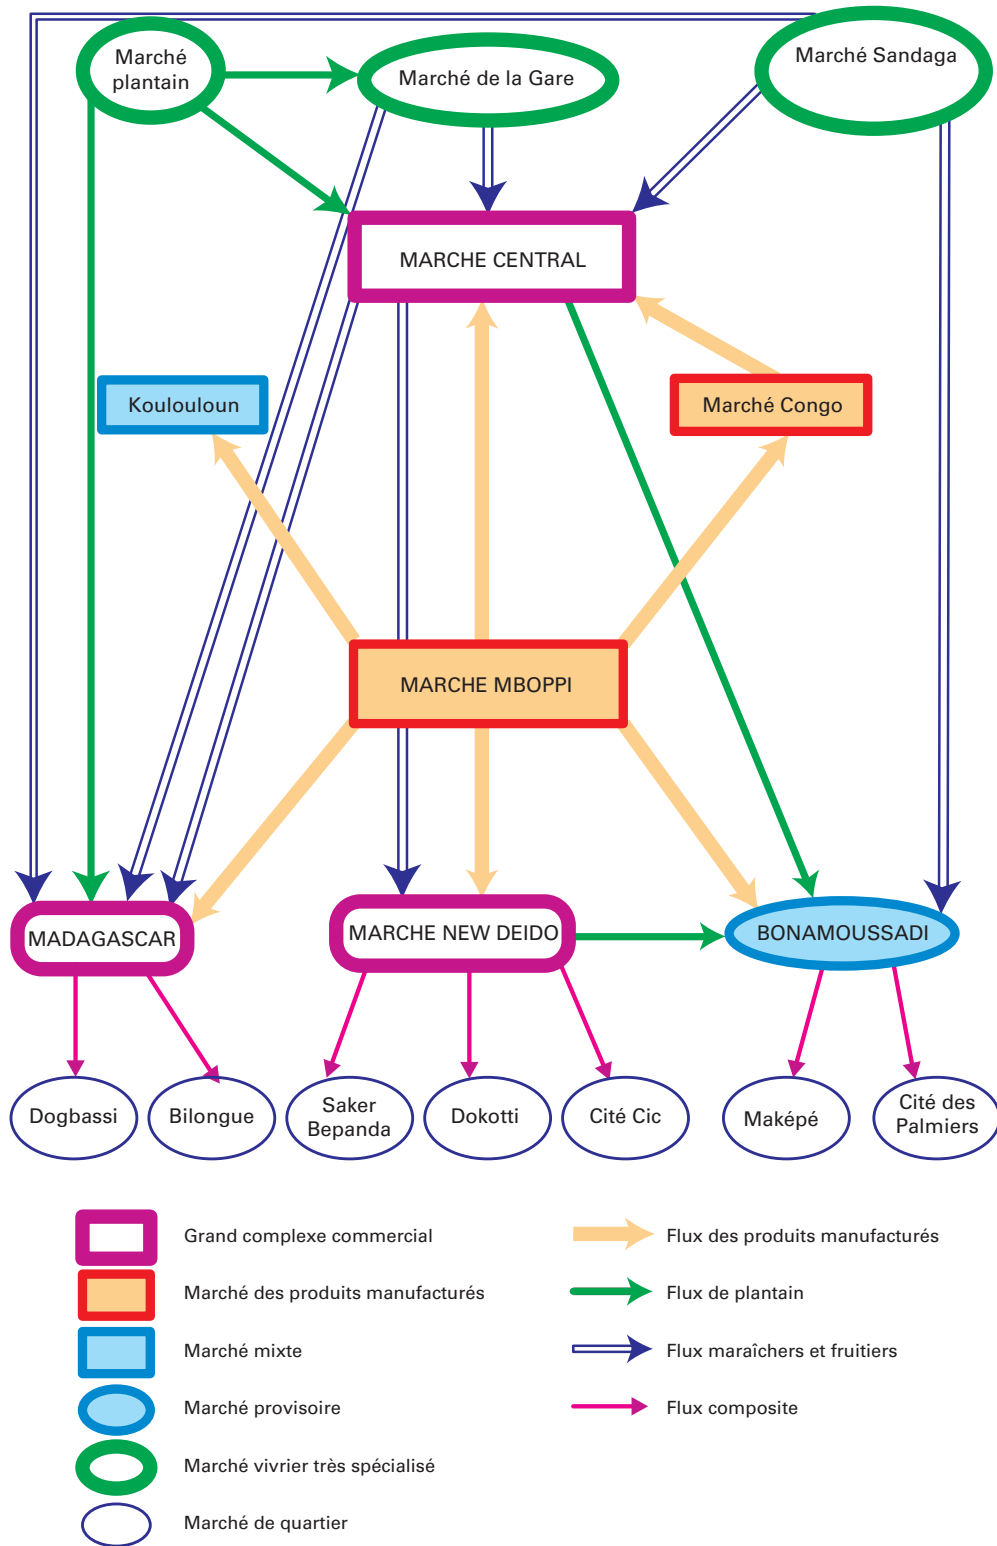 Marché
plantain
Marché de la Gare
Marché Sandaga
MARCHE CENTRAL
Koulouloun
Marché Congo
MARCHE MBOPPI
MADAGASCAR
MARCHE NEW DEIDO
BONAMOUSSADI
Dogbassi
Bilongue
Saker
Bepanda
Dokotti
Cité Cic
Maképé
Cité des
Palmiers
Grand complexe commercial
Marché des produits manufacturés
Marché mixte
Marché provisoire
Marché vivrier très spécialisé
Marché de quartier
Flux des produits manufacturés
Flux de plantain
Flux maraîchers et fruitiers
Flux composite